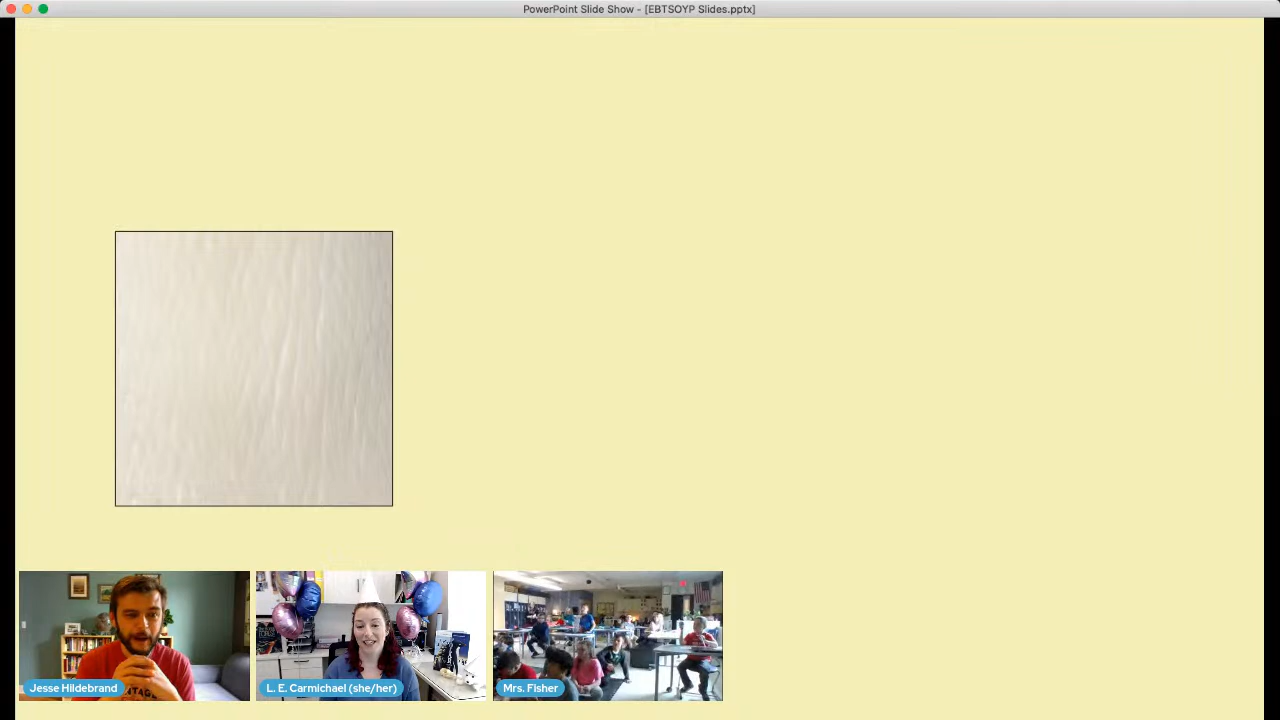 PowerPoint Slide Show - [EBTSOYP Slides.pptx]
Jesse Hildebrand
L. E. Carmichael (she/her)
Mrs. Fisher